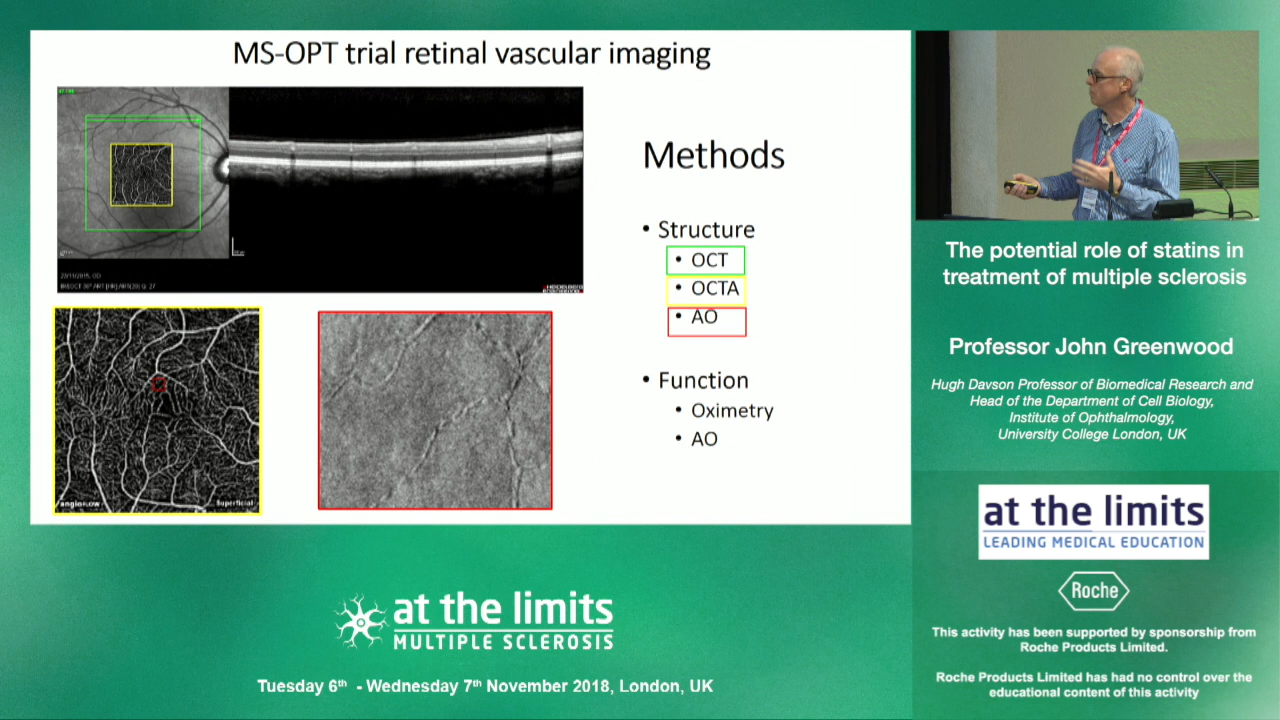 MS-OPT trial retinal vascular imaging
Methods
• Structure
• OCT
• OCTA
• AO
• Function
• Oximetry
• AO
HEIDELBERG
ENGINEERING
Superficial
The potential role of statins in
treatment of multiple sclerosis
Professor John Greenwood
Hugh Davson Professor of Biomedical Research and
Head of the Department of Cell Biology,
Institute of Ophthalmology,
University College London, UK
at the limits
LEADING MEDICAL EDUCATION
Roche
This activity has been supported by sponsorship from
Roche Products Limited.
Roche Products Limited has had no control over the
educational content of this activity
at the limits
MULTIPLE SCLEROSIS
Tuesday 6th - Wednesday 7th November 2018, London, UK